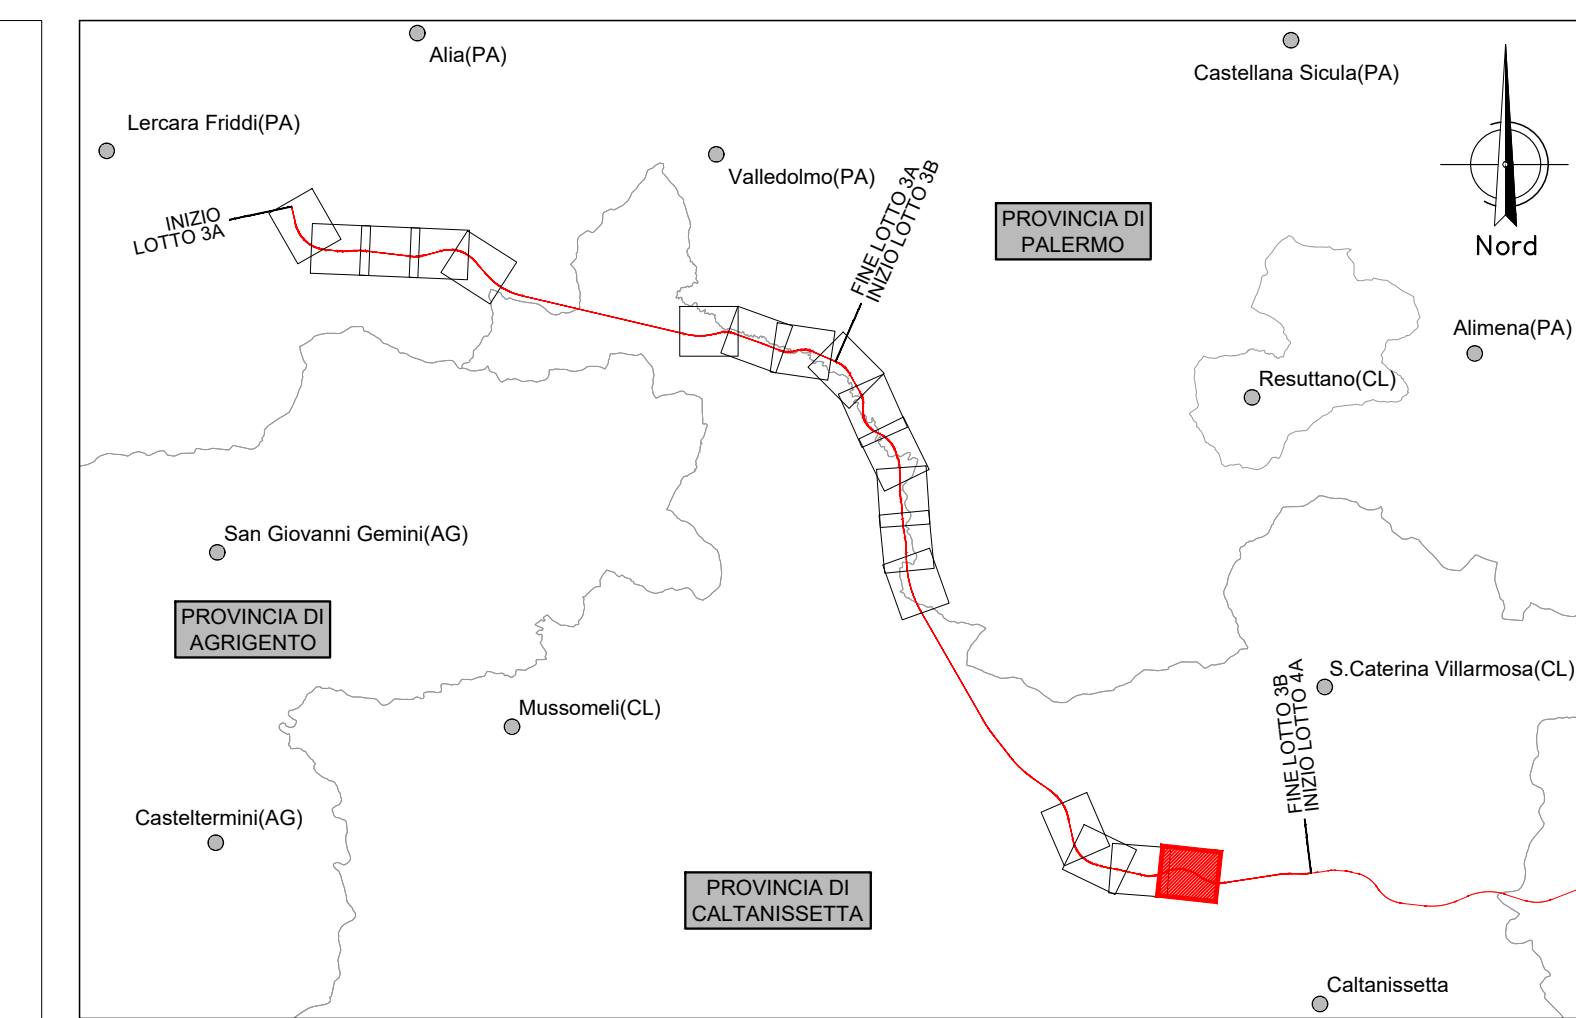 Alia(PA)
Castellana Sicula(PA)
Lercara Friddi(PA)
Valledolmo(PA)
INIZIO
LOTTO 3A
FINE LOTTO 3A
INIZIO LOTTO 3B
PROVINCIA DI
PALERMO
Nord
Alimena(PA)
Resuttano(CL)
San Giovanni Gemini(AG)
PROVINCIA DI
AGRIGENTO
S.Caterina Villarmosa(CL)
FINE LOTTO 3B
INIZIO LOTTO 4A
Mussomeli(CL)
Casteltermini(AG)
PROVINCIA DI
CALTANISSETTA
Caltanissetta